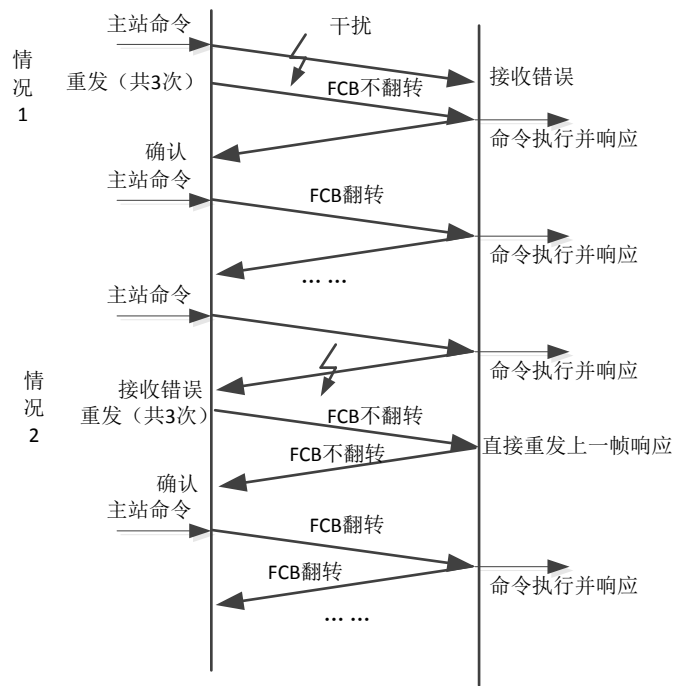 主站命令
干扰
情况1
接收错误
重发（共3次）
FCB不翻转
命令执行并响应
确认
主站命令
FCB翻转
命令执行并响应
... ...
主站命令
命令执行并响应
情况2
接收错误
重发（共3次）
FCB不翻转
直接重发上一帧响应
FCB不翻转
确认
主站命令
FCB翻转
FCB翻转
命令执行并响应
... ...